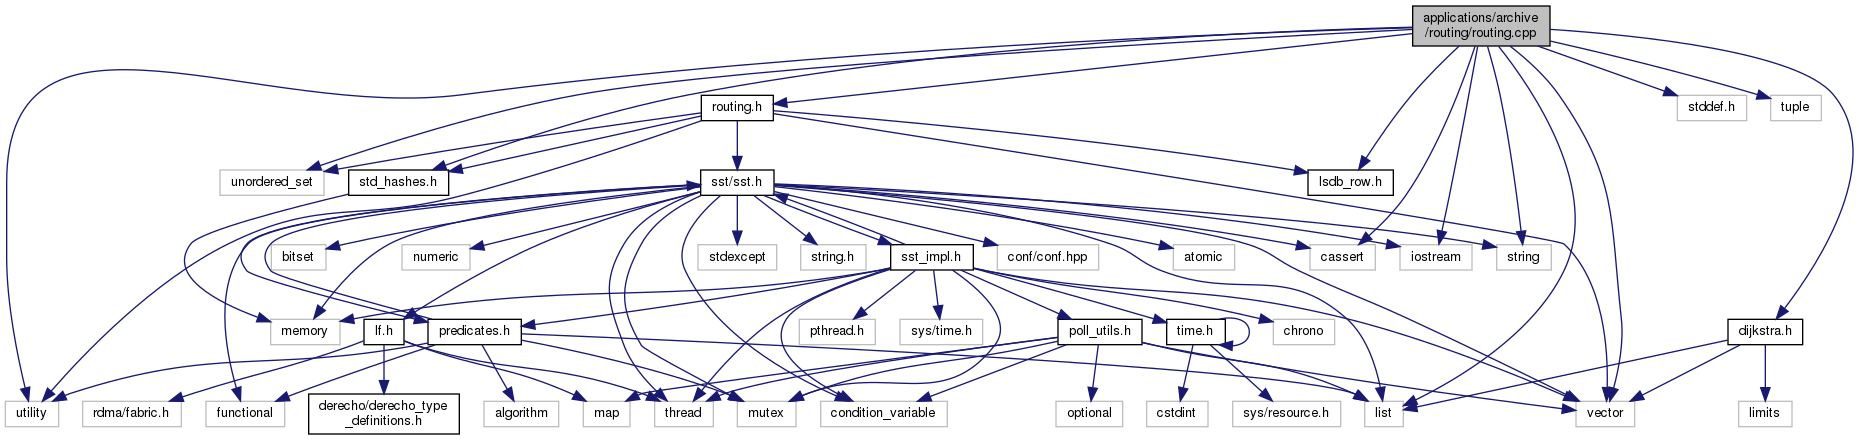 applications/archive
/routing/routing.cpp
routing.h
stddef.h
tuple
unordered_set
std_hashes.h
sst/sst.h
lsdb_row.h
bitset
numeric
stdexcept
string.h
sst_impl.h
conf/conf.hpp
atomic
cassert
iostream
string
memory
lf.h
predicates.h
pthread.h
sys/time.h
poll_utils.h
time.h
chrono
dijkstra.h
utility
rdma/fabric.h
functional
derecho/derecho_type
_definitions.h
algorithm
map
thread
mutex
condition_variable
optional
cstdint
sys/resource.h
list
vector
limits